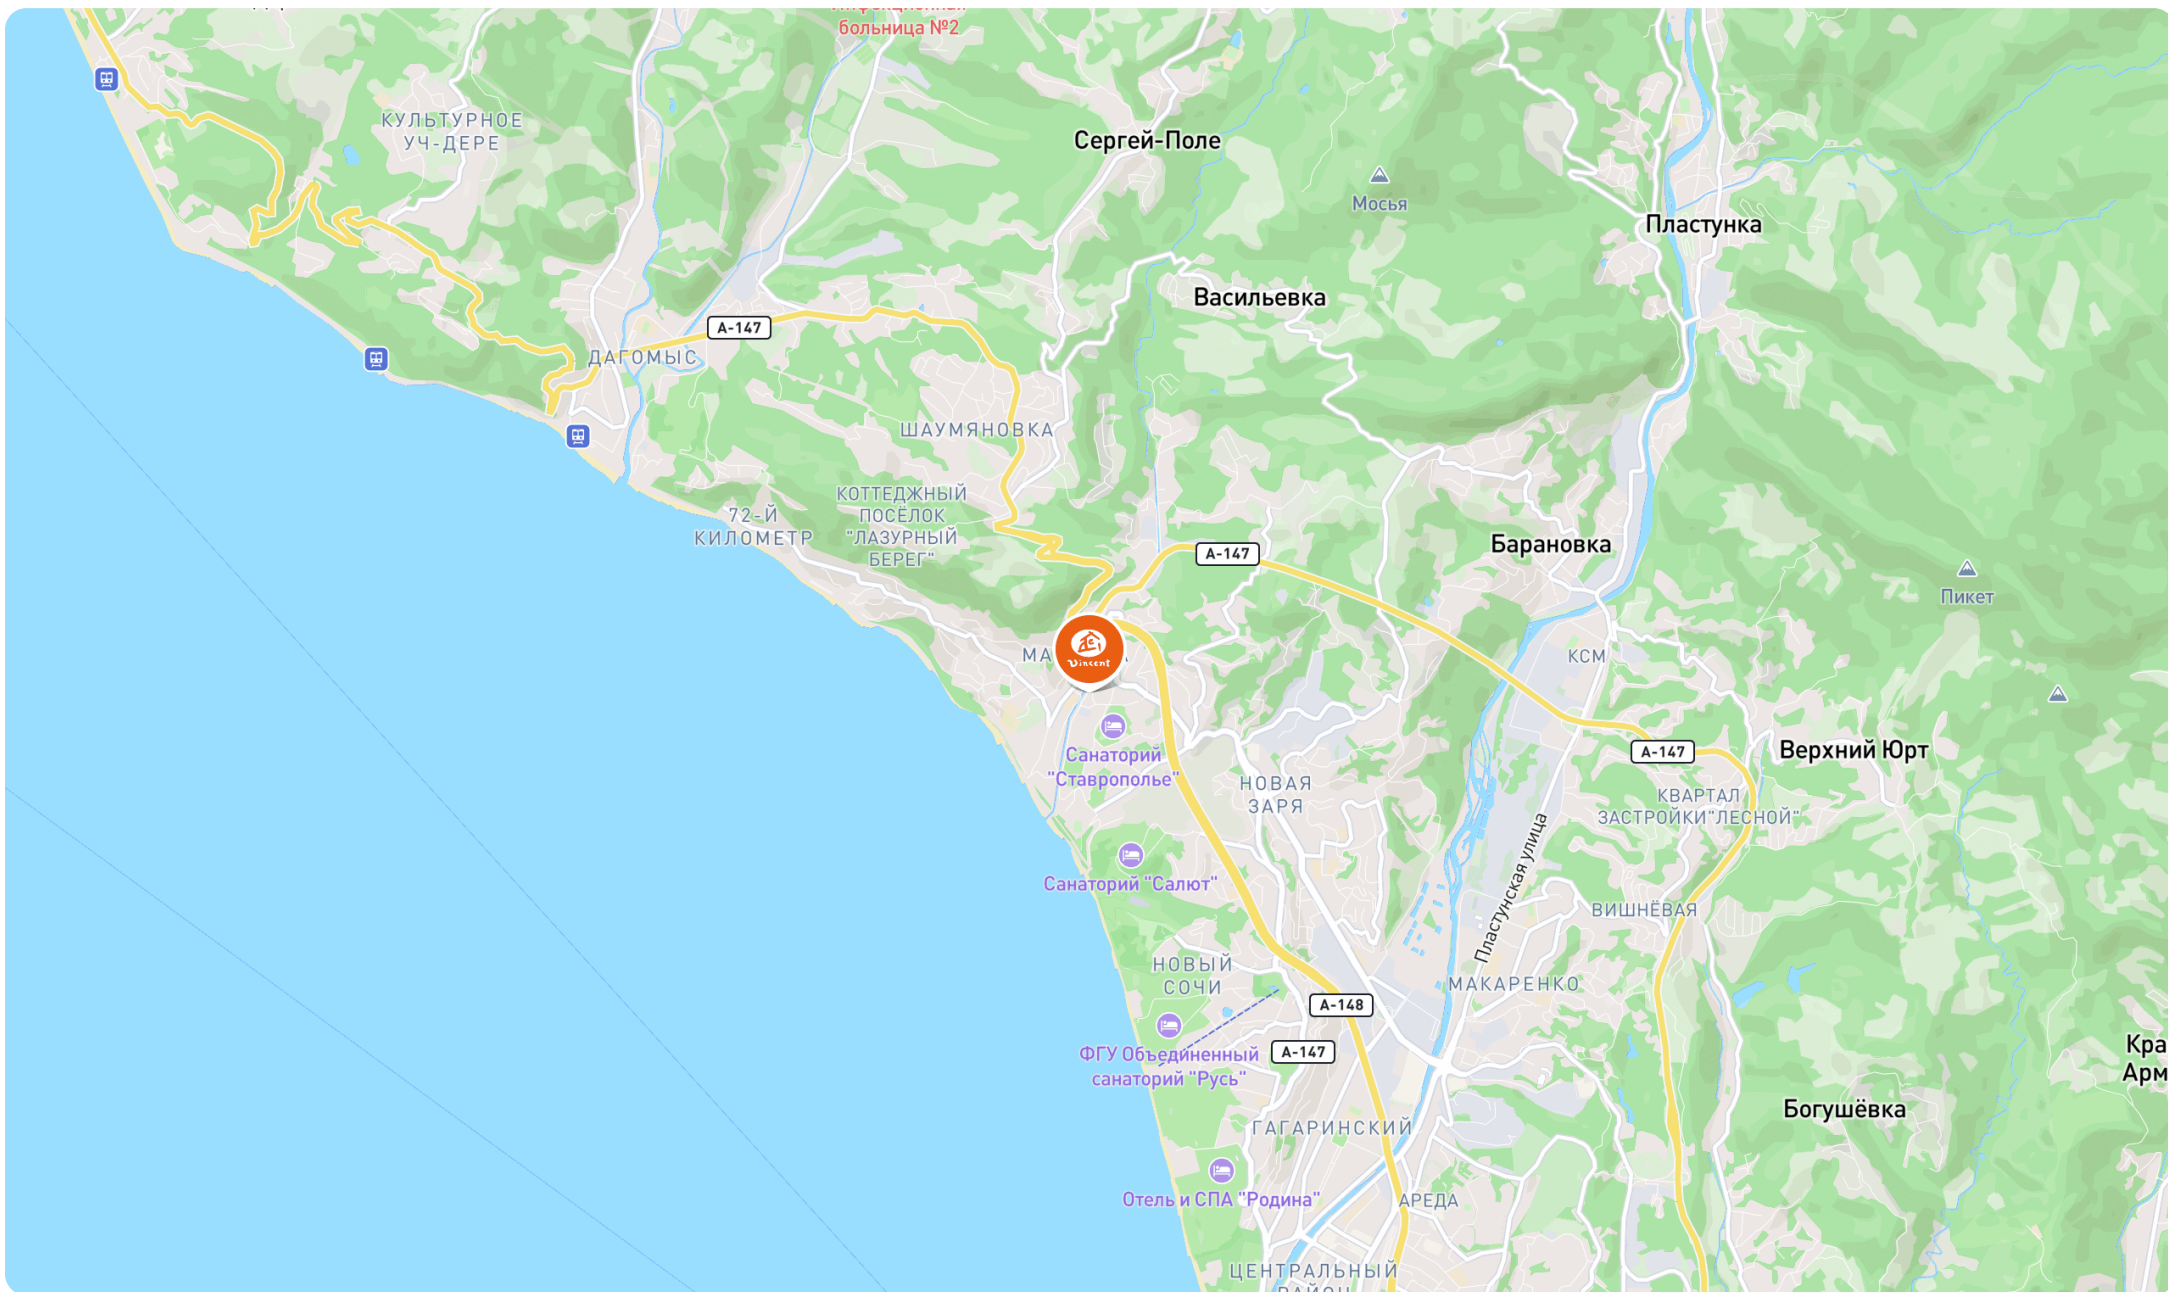 больница №2
КУЛЬТУРНОЕ
УЧ-ДЕРЕ
Сергей-Поле
Мосья
Пластунка
Васильевка
А-147
ДАГОМЫС
ШАУМЯНОВКА
КОТТЕДЖНЫЙ
ПОСЁЛОК
"ЛАЗУРНЫЙ
БЕРЕГ"
72-Й
КИЛОМЕТР
А-147
Барановка
Пикет
КСМ
Vincent
Санаторий
"Ставрополье"
А-147
Верхний Юрт
НОВАЯ
ЗАРЯ
КВАРТАЛ
ЗАСТРОЙКИ"ЛЕСНОЙ"
Пластунская улица
Санаторий "Салют"
ВИШНЁВАЯ
НОВЫЙ
СОЧИ
МАКАРЕНКО
А-148
А-147
ФГУ Объединенный
санаторий "Русь"
Кра
Арм
Богушёвка
ГАГАРИНСКИЙ
Отель и СПА "Родина"
АРЕДА
ЦЕНТРАЛЬНЫЙ